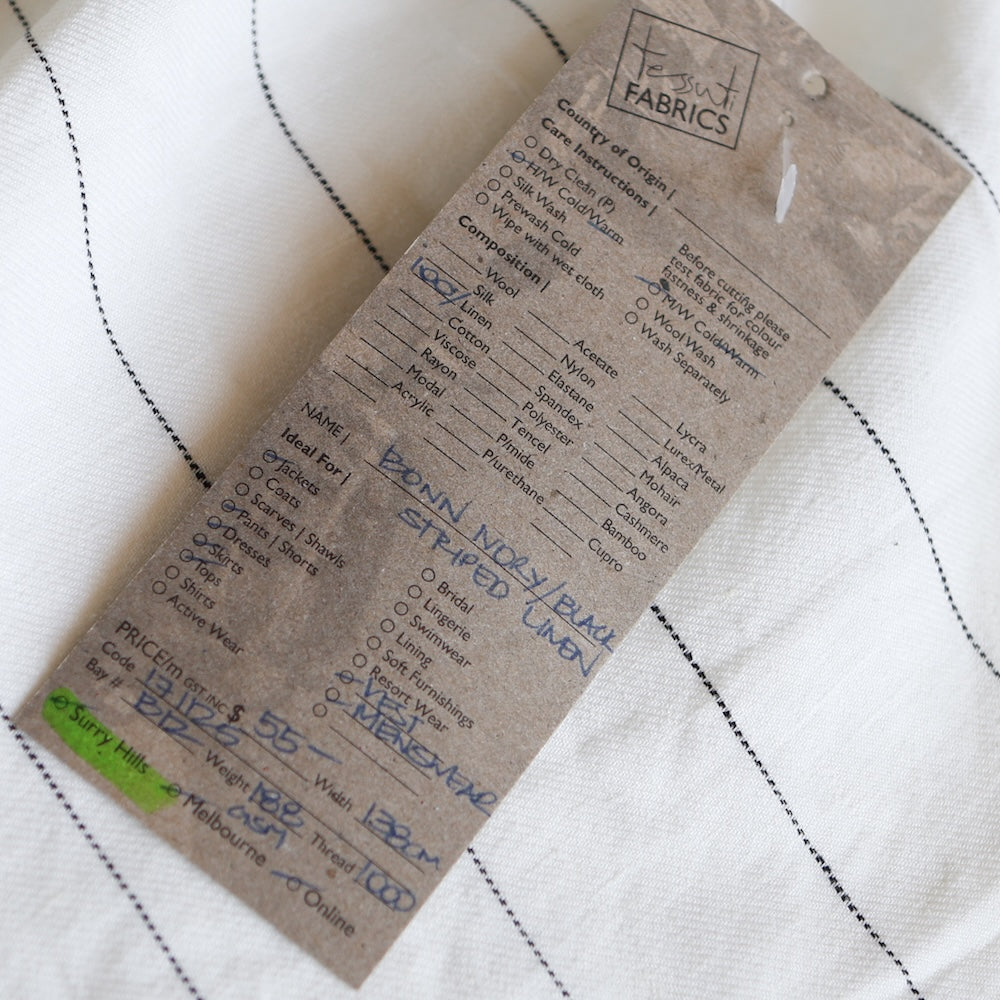 tessuti
FABRICS
Country of Origin |
Care Instructions |
Dry Clean (P)
H/W Cold/Warm
Silk Wash
Prewash Cold
Wipe with wet cloth
Before cutting please
test fabric for colour
fastness & shrinkage
M/W Cold/Warm
Wool Wash
Wash Separately
Composition |
Wool
Silk
100% Linen
Cotton
Viscose
Rayon
Modal
Acrylic
Acetate
Nylon
Elastane
Spandex
Polyester
Tencel
P/mide
P/urethane
Lycra
Lurex/Metal
Alpaca
Mohair
Angora
Cashmere
Bamboo
Cupro
NAME | BONN NORY/BLACK
STRIPED LINEN
Ideal For |
Jackets
Coats
Scarves | Shawls
Pants | Shorts
Dresses
Skirts
Tops
Shirts
Active Wear
Bridal
Lingerie
Swimwear
Lining
Soft Furnishings
Resort Wear
VEST
MENSWEAR
PRICE/m GST INC $ 55 -
Code 171125 Width 138cm
Bay # BD2 Weight 188 GSM Thread 1000
Surry Hills
Melbourne
Online